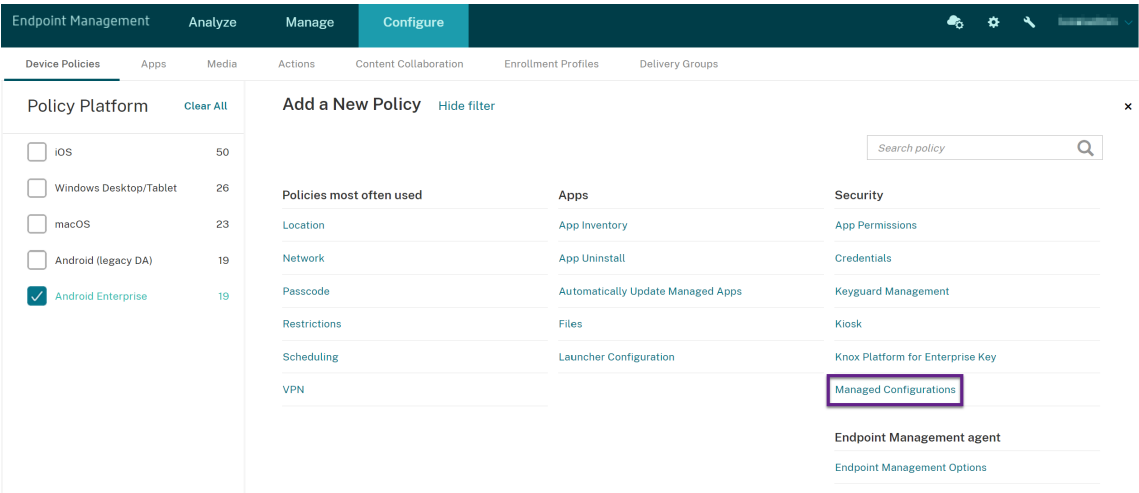 Endpoint Management Analyze Manage Configure
Device Policies Apps Media Actions Content Collaboration Enrollment Profiles Delivery Groups
Policy Platform Clear All
iOS 50
Windows Desktop/Tablet 26
macOS 23
Android (legacy DA) 19
Android Enterprise 19
Add a New Policy Hide filter
Search policy
Policies most often used
Location
Network
Passcode
Restrictions
Scheduling
VPN
Apps
App Inventory
App Uninstall
Automatically Update Managed Apps
Files
Launcher Configuration
Security
App Permissions
Credentials
Keyguard Management
Kiosk
Knox Platform for Enterprise Key
Managed Configurations
Endpoint Management agent
Endpoint Management Options